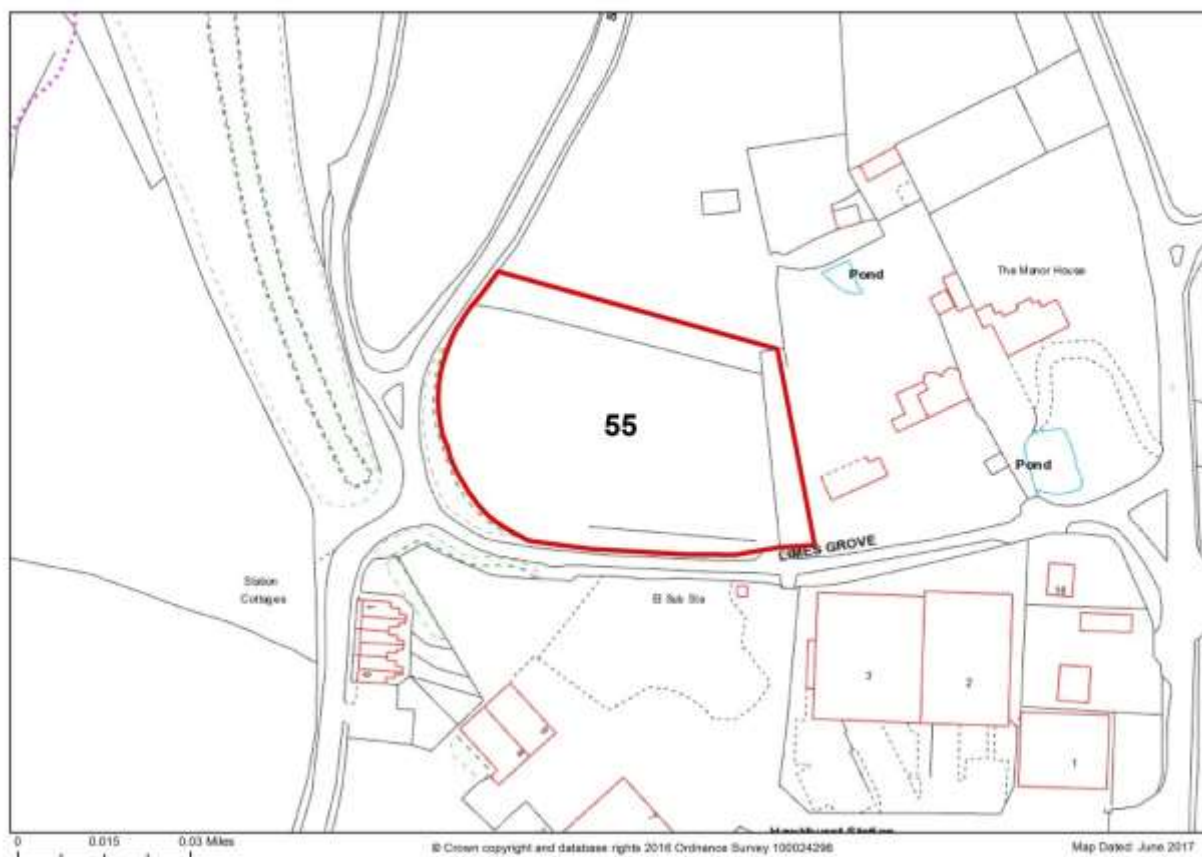 Pond
The Manor House
55
Pond
LIMES GROVE
Station
Cottages
El Sub Sta
1
3
2
1
0
0.015
0.03 Miles
© Crown copyright and database rights 2016 Ordnance Survey 100024298
Map Dated: June 2017